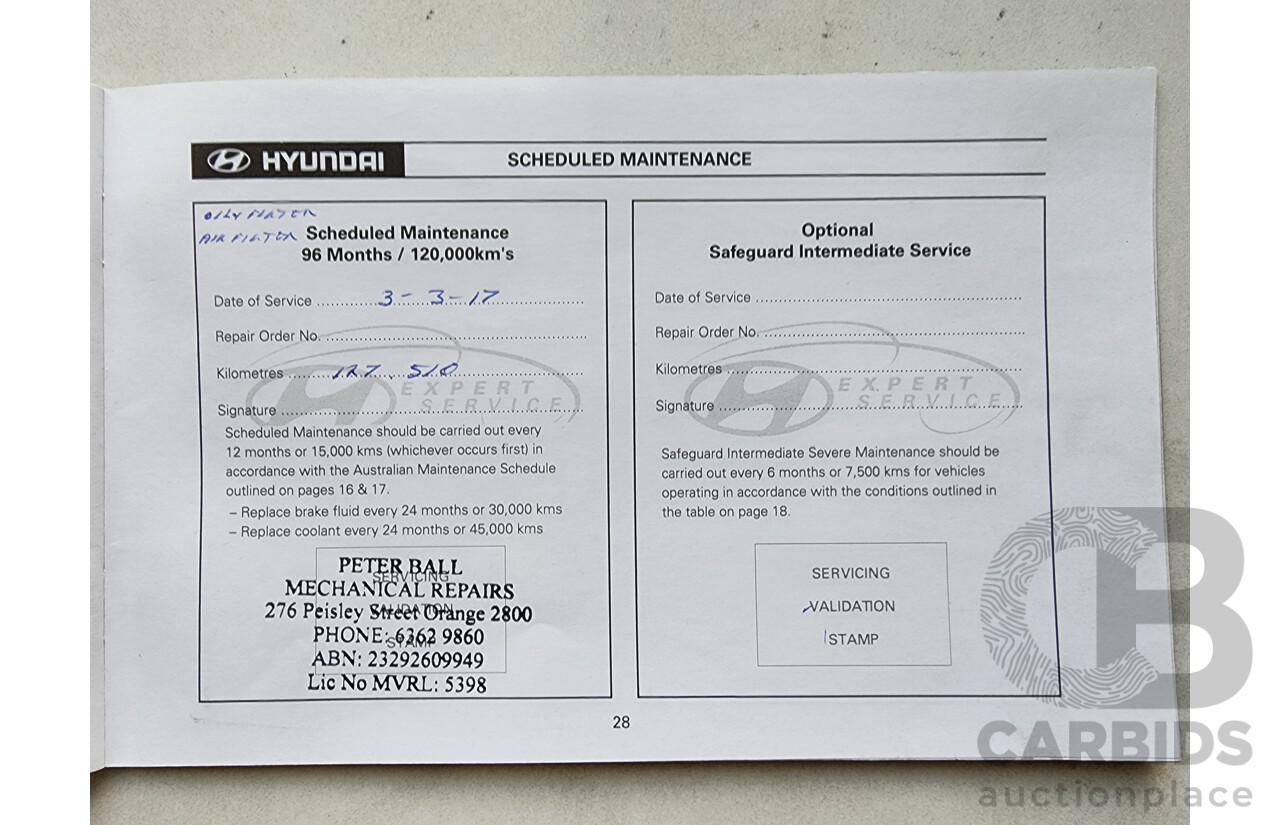 HYUNDAI SCHEDULED MAINTENANCE
OILY FILTER
AIR FILTER
Scheduled Maintenance
96 Months / 120,000km's
Date of Service 3-3-17
Repair Order No.
Kilometres 127,510
EXPERT
SERVICE
Signature
Scheduled Maintenance should be carried out every
12 months or 15,000 kms (whichever occurs first) in
accordance with the Australian Maintenance Schedule
outlined on pages 16 & 17.
– Replace brake fluid every 24 months or 30,000 kms
– Replace coolant every 24 months or 45,000 kms
SERVICING
VALIDATION
STAMP
PETER BALL
MECHANICAL REPAIRS
276 Peisley Street Orange 2800
PHONE: 6362 9860
ABN: 23292609949
Lic No MVRL: 5398
Optional
Safeguard Intermediate Service
Date of Service
Repair Order No.
Kilometres
EXPERT
SERVICE
Signature
Safeguard Intermediate Severe Maintenance should be
carried out every 6 months or 7,500 kms for vehicles
operating in accordance with the conditions outlined in
the table on page 18.
SERVICING
VALIDATION
STAMP
28
CB
CARBIDS
auctionplace